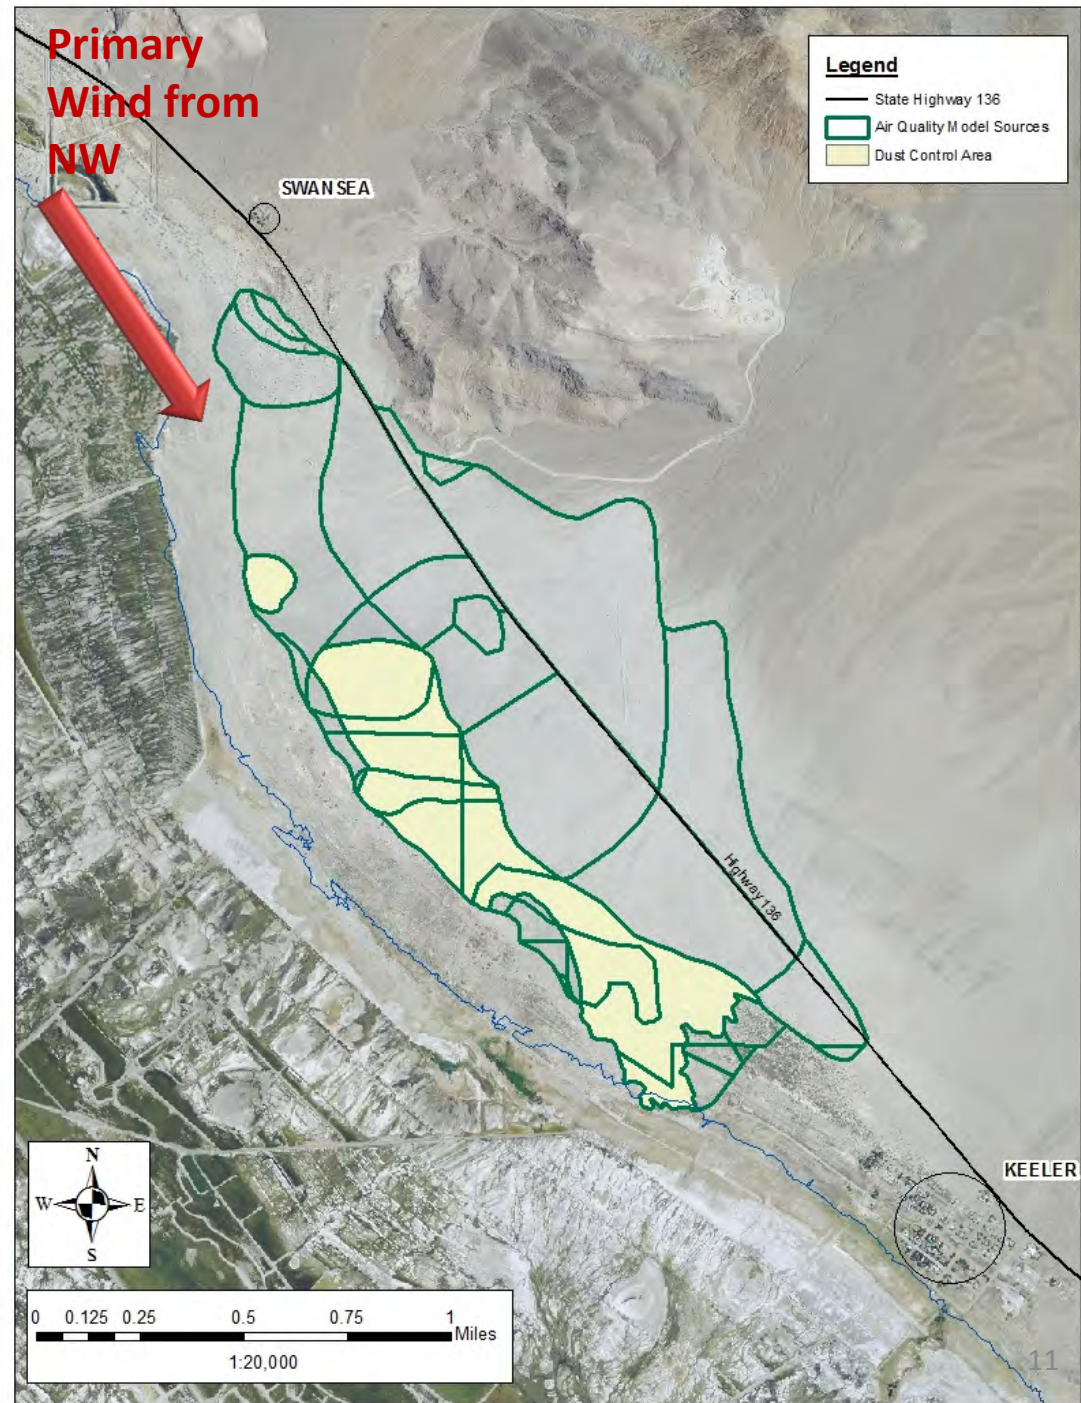 Primary
Wind from
NW
Legend
State Highway 136
Air Quality Model Sources
Dust Control Area
SWANSEA
Highway 136
KEELER
N
W E
S
0 0.125 0.25 0.5 0.75 1
Miles
1:20,000
11